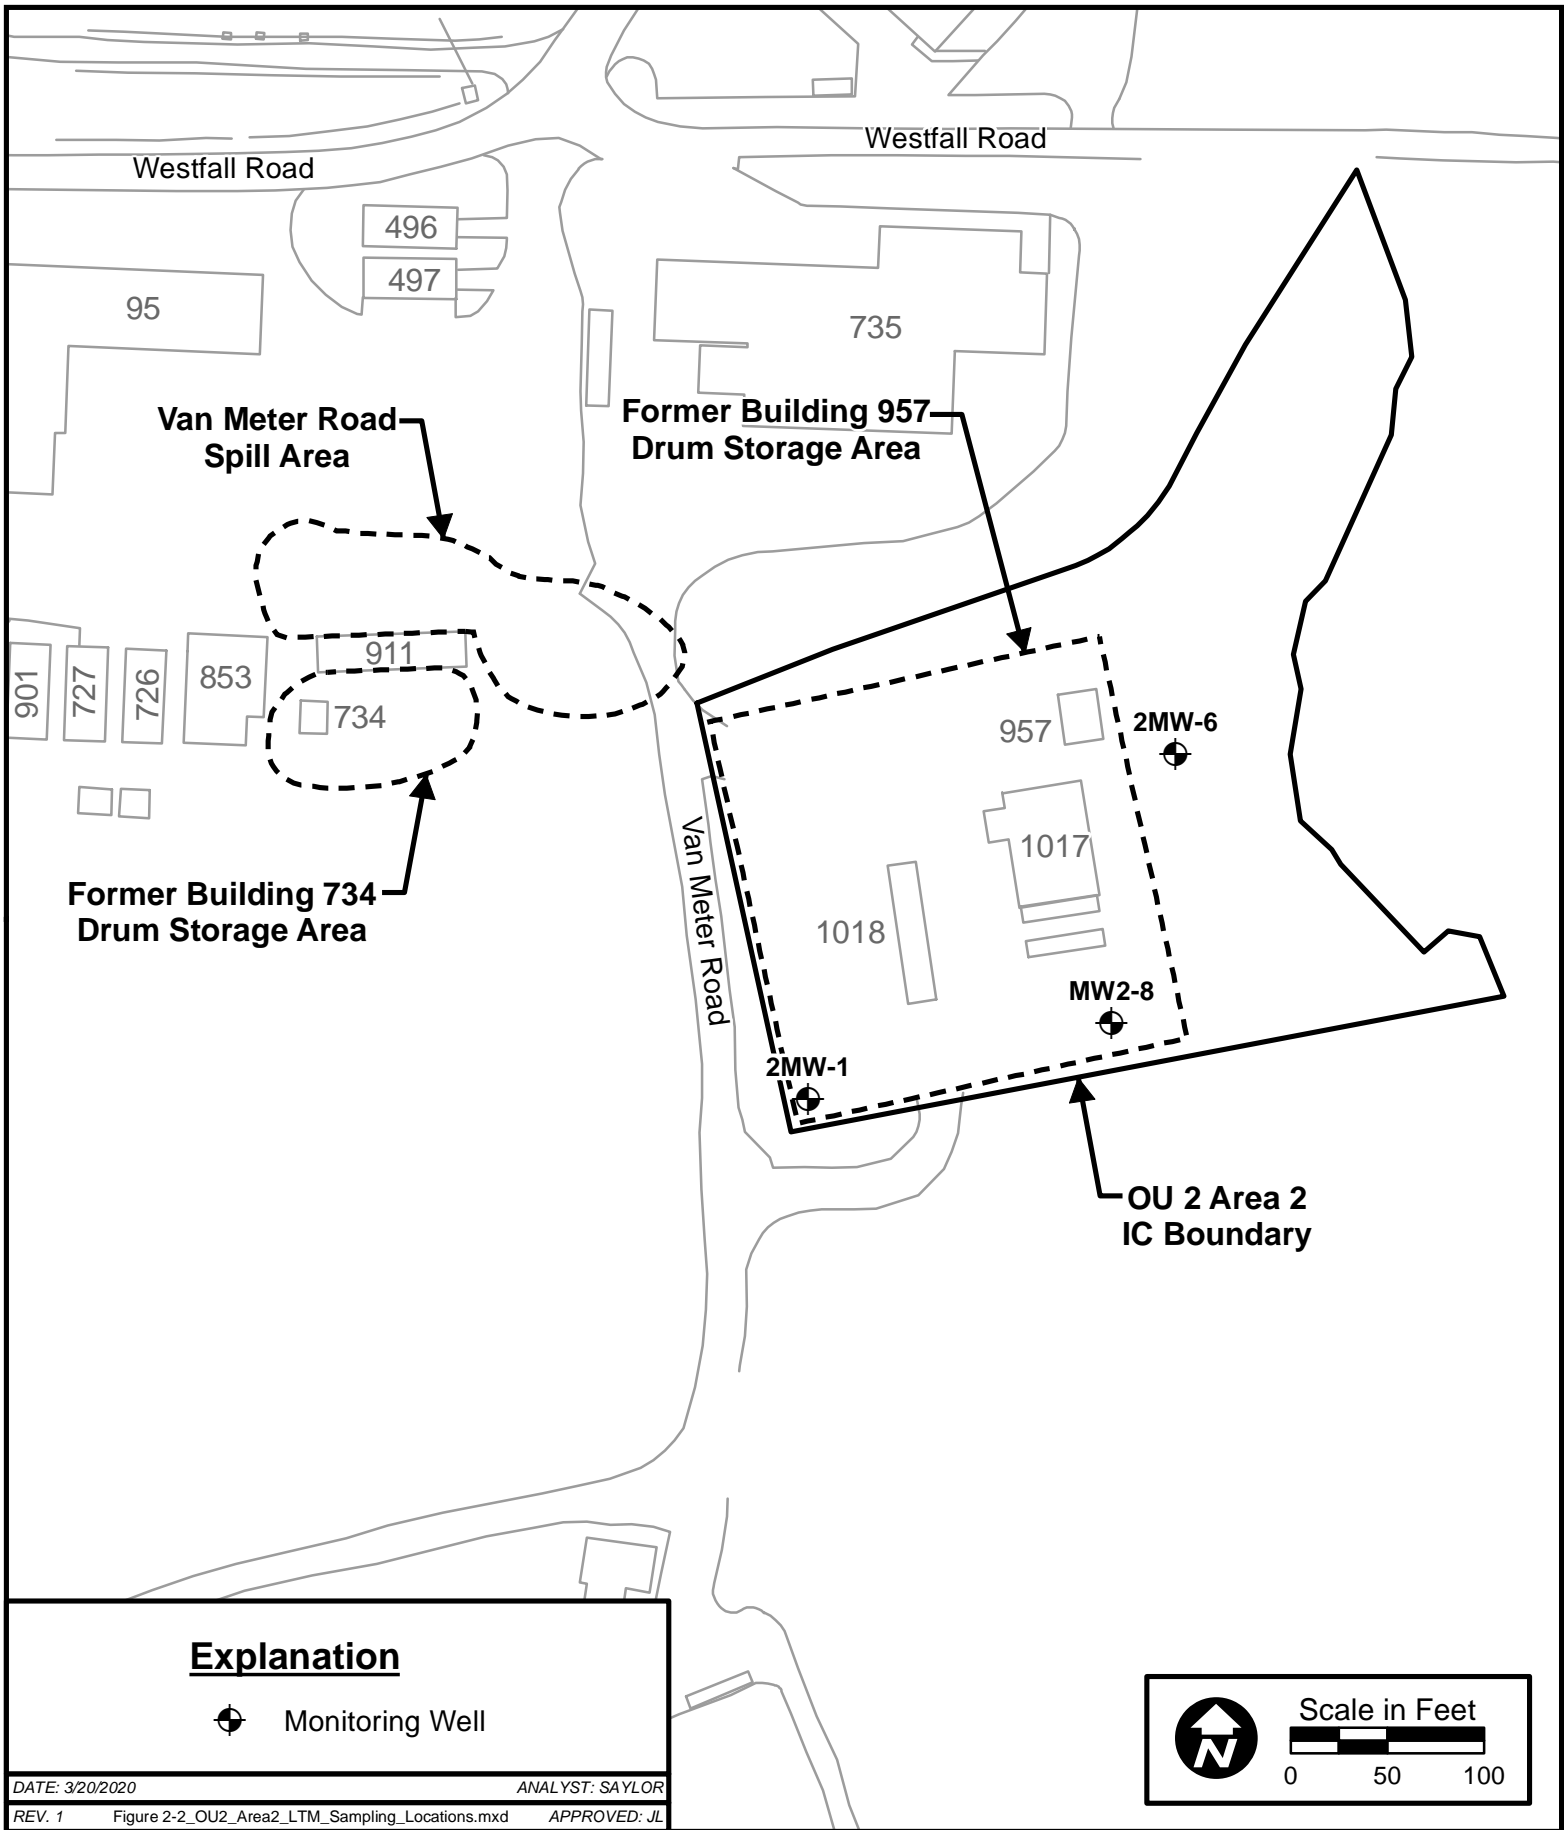 Westfall Road
Westfall Road
496
497
95
735
Van Meter Road
Spill Area
Former Building 957
Drum Storage Area
911
901
727
726
853
734
957
2MW-6
1017
Former Building 734
Drum Storage Area
Van Meter Road
1018
MW2-8
2MW-1
OU 2 Area 2
IC Boundary
Explanation
Monitoring Well
DATE: 3/20/2020 ANALYST: SAYLOR
REV. 1 Figure 2-2_OU2_Area2_LTM_Sampling_Locations.mxd APPROVED: JL
N
Scale in Feet
0 50 100